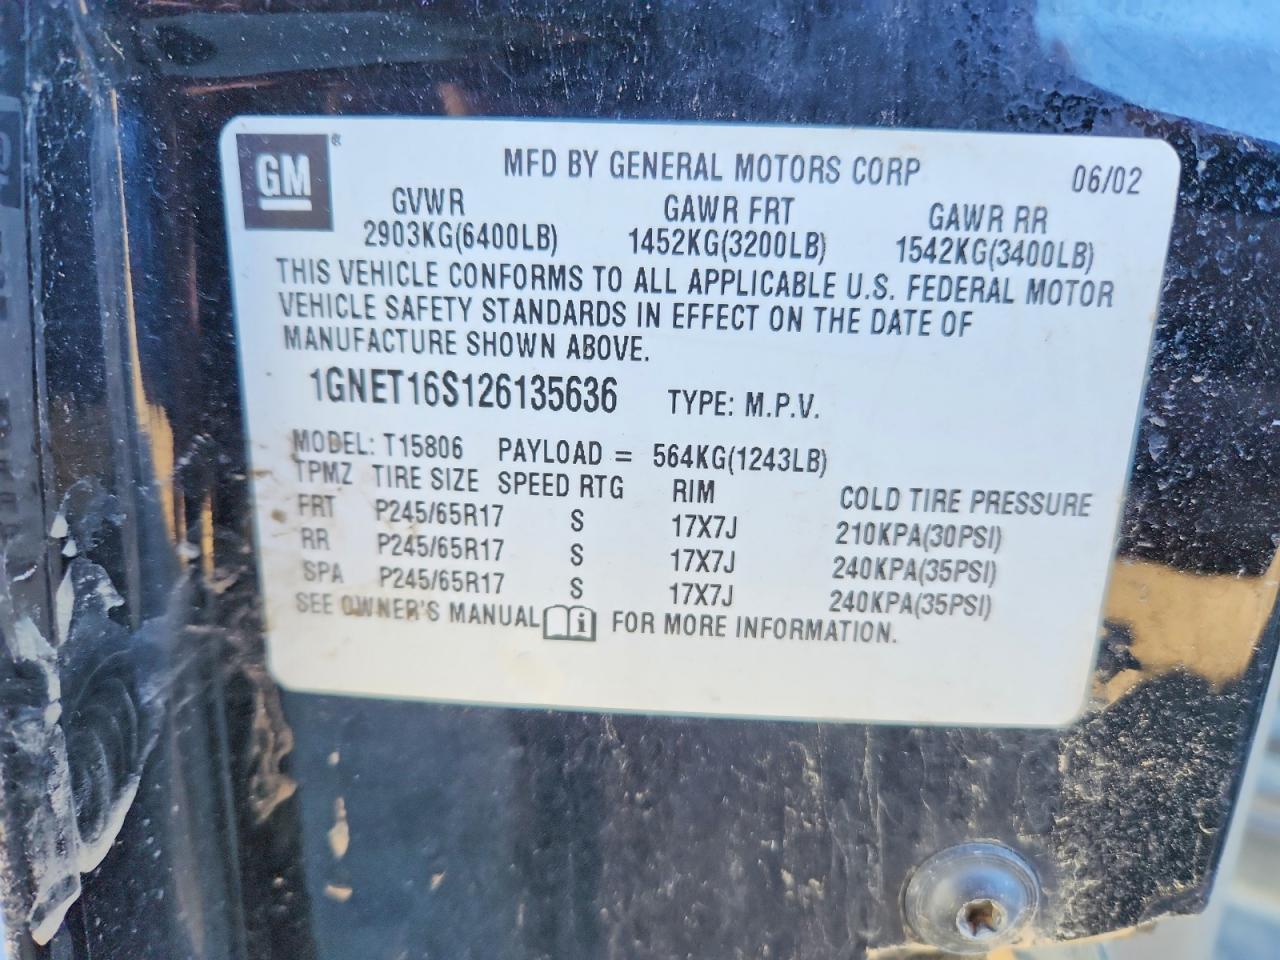 GM ®
MFD BY GENERAL MOTORS CORP 06/02
GVWR GAWR FRT GAWR RR
2903KG(6400LB) 1452KG(3200LB) 1542KG(3400LB)
THIS VEHICLE CONFORMS TO ALL APPLICABLE U.S. FEDERAL MOTOR
VEHICLE SAFETY STANDARDS IN EFFECT ON THE DATE OF
MANUFACTURE SHOWN ABOVE.
1GNET16S126135636 TYPE: M.P.V.
MODEL: T15806 PAYLOAD = 564KG(1243LB)
TPMZ TIRE SIZE SPEED RTG RIM COLD TIRE PRESSURE
FRT P245/65R17 S 17X7J 210KPA(30PSI)
RR P245/65R17 S 17X7J 240KPA(35PSI)
SPA P245/65R17 S 17X7J 240KPA(35PSI)
SEE OWNER'S MANUAL i FOR MORE INFORMATION.